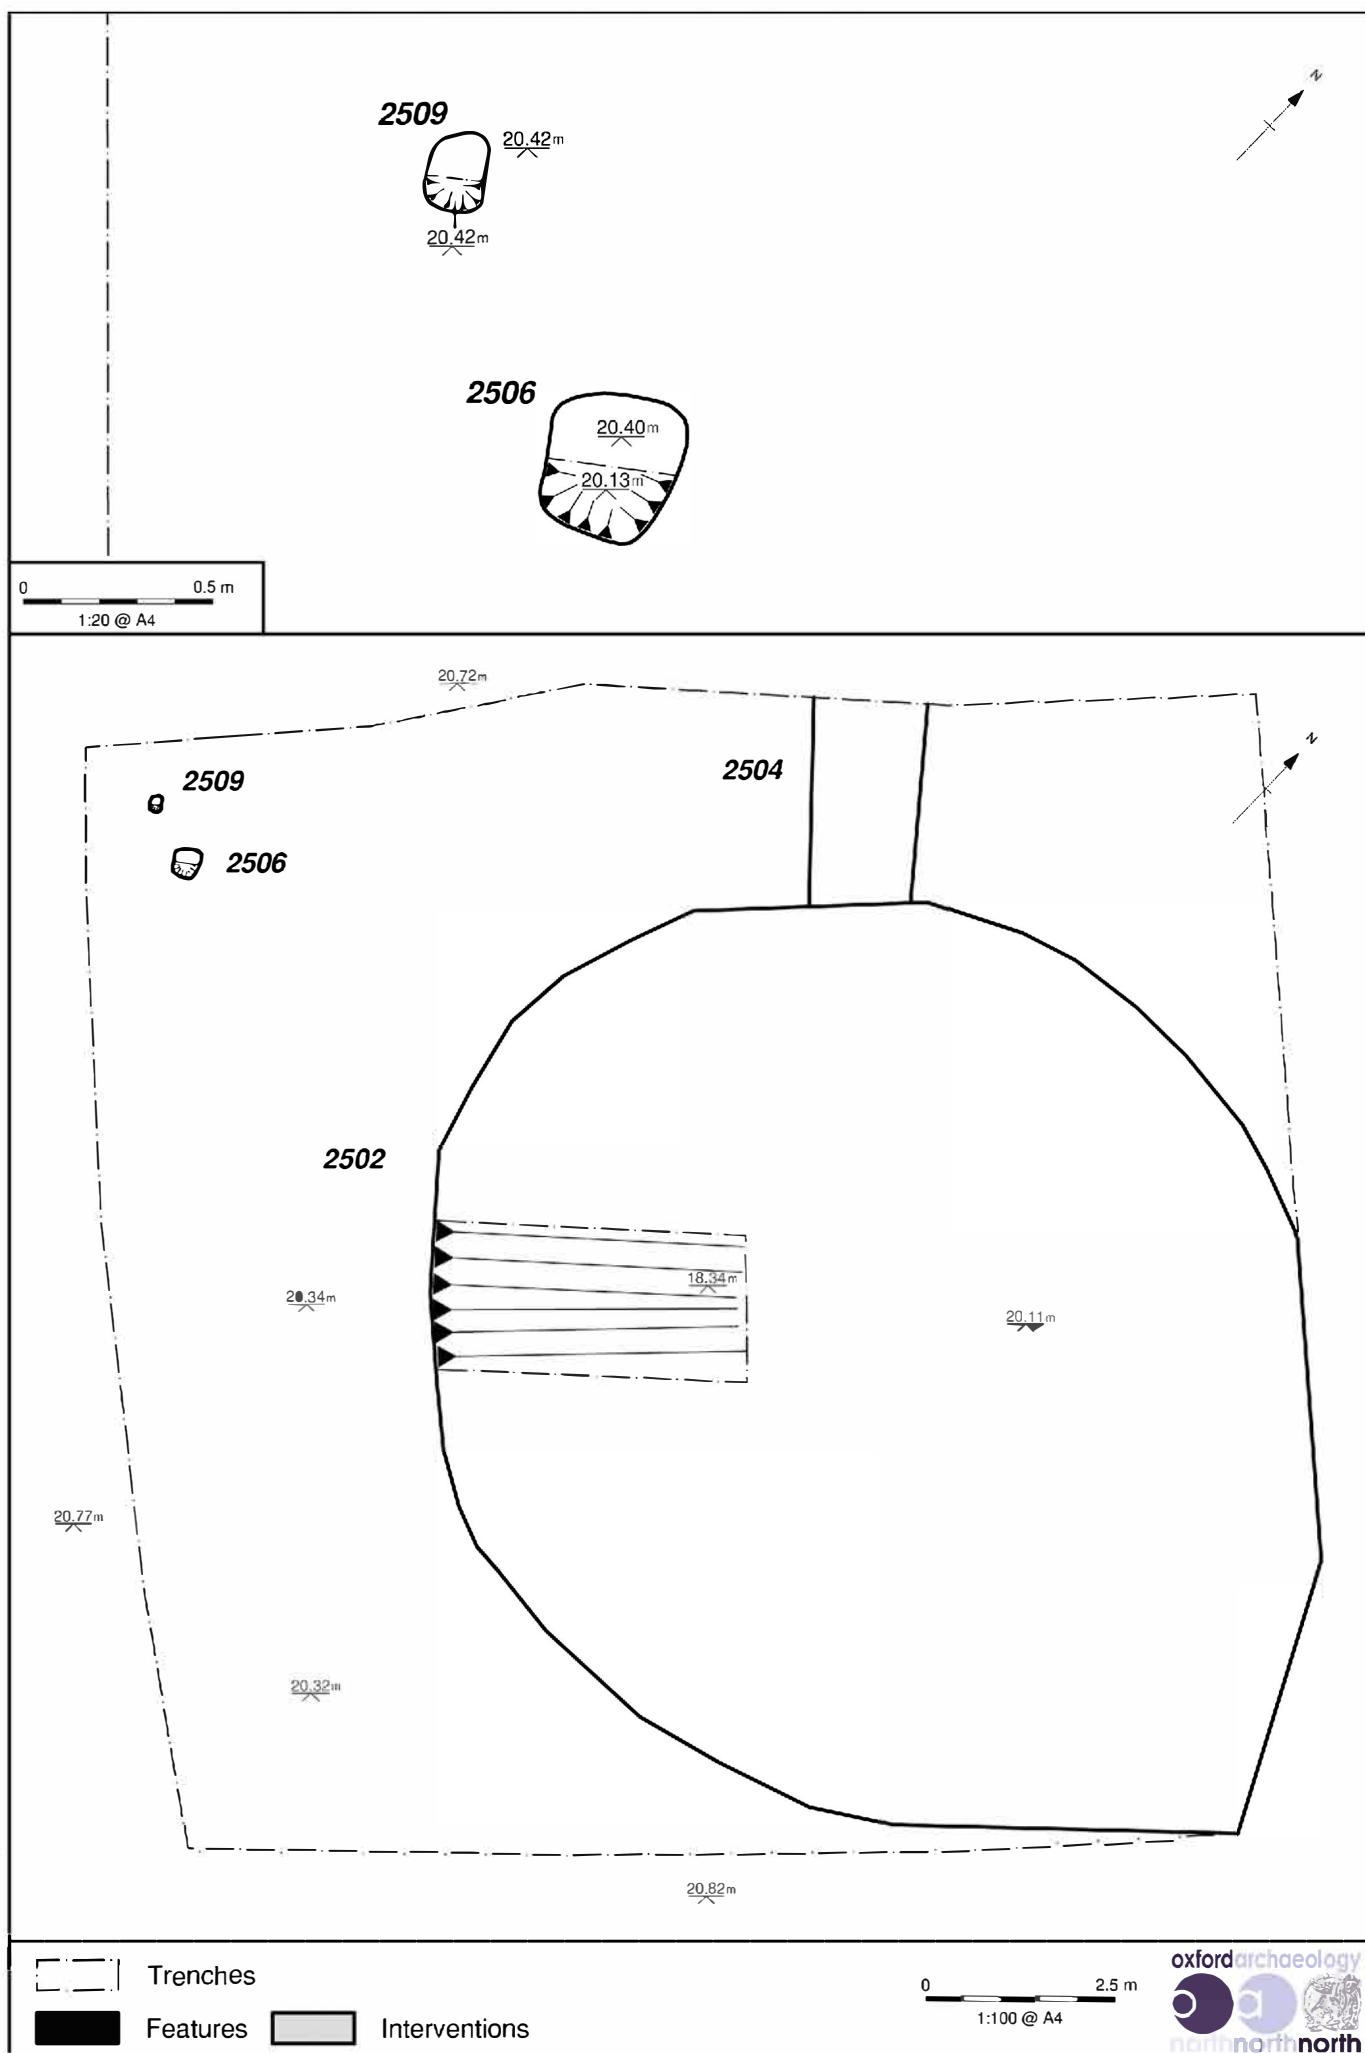 N
2509
20.42m
20.42m
2506
20.40m
20.13m
0 0.5 m
1:20 @ A4
20.72m
N
2509
2504
2506
2502
18.34m
20.34m
20.11m
20.77m
20.32m
20.82m
Trenches
Features Interventions
0 2.5 m
1:100 @ A4
oxfordarchaeology
a
northnorthnorth